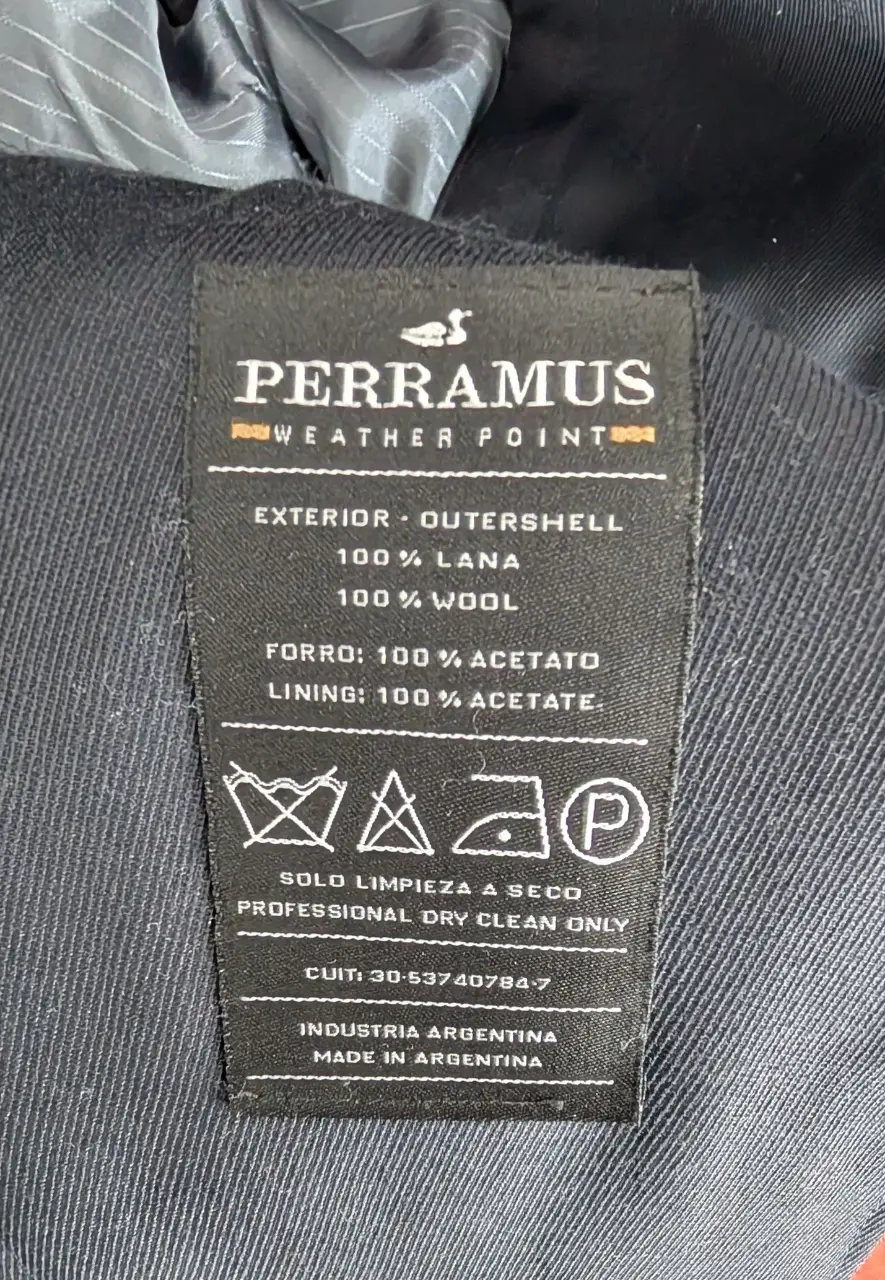 PERRAMUS
WEATHER POINT
EXTERIOR - OUTERSHELL
100 % LANA
100 % WOOL
FORRO: 100 % ACETATO
LINING: 100 % ACETATE
P
SOLO LIMPIEZA A SECO
PROFESSIONAL DRY CLEAN ONLY
CUIT: 30-53740784-7
INDUSTRIA ARGENTINA
MADE IN ARGENTINA